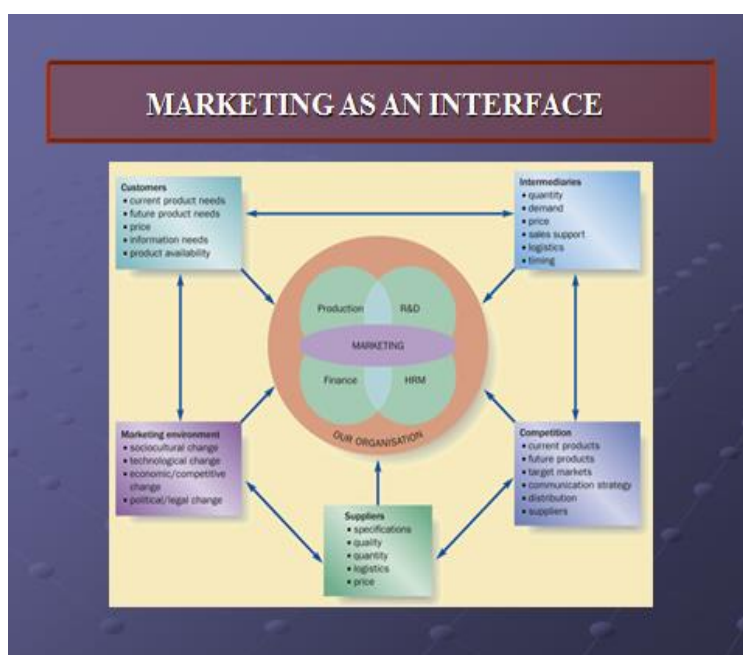 MARKETING AS AN INTERFACE
Customers
• current product needs
• future product needs
• price
• information needs
• product availability
Intermediaries
• quantity
• demand
• price
• sales support
• logistics
• timing
Production
R&D
MARKETING
Finance
HRM
OUR ORGANISATION
Marketing environment
• sociocultural change
• technological change
• economic/competitive
change
• political/legal change
Suppliers
• specifications
• quality
• quantity
• logistics
• price
Competition
• current products
• future products
• target markets
• communication strategy
• distribution
• suppliers